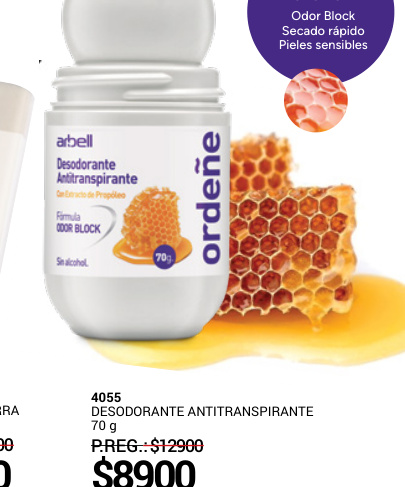 Odor Block
Secado rápido
Pieles sensibles
arbell
Desodorante
Antitranspirante
Con Extracto de Propóleo
Fórmula
ODOR BLOCK
70g.
Sin alcohol.
ordeñe
4055
DESODORANTE ANTITRANSPIRANTE
70 g
P.REG.: $12900
$8900